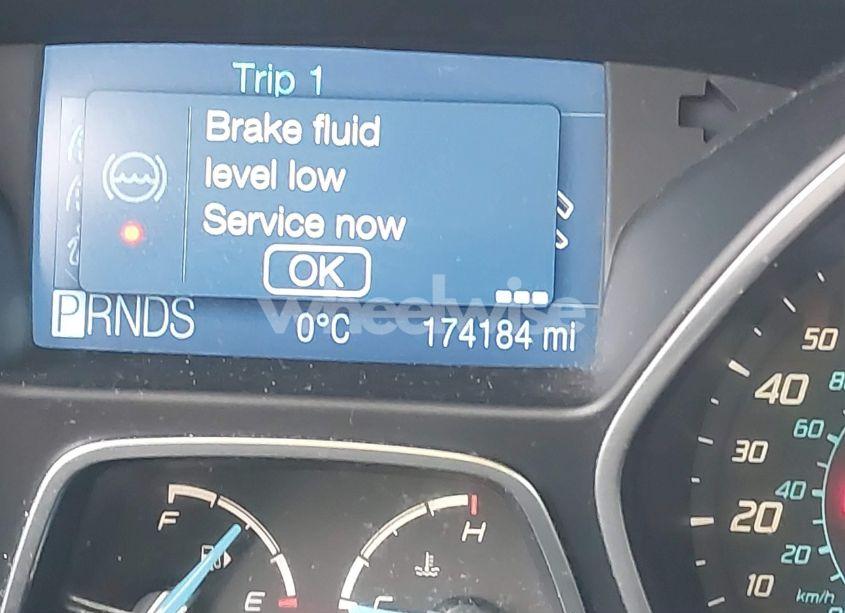 Trip 1
Brake fluid
level low
Service now
OK
PRNDS
0°C
174184 mi
wheelwise
50
40
30
20
10
60
40
20
km/h
F
E
H